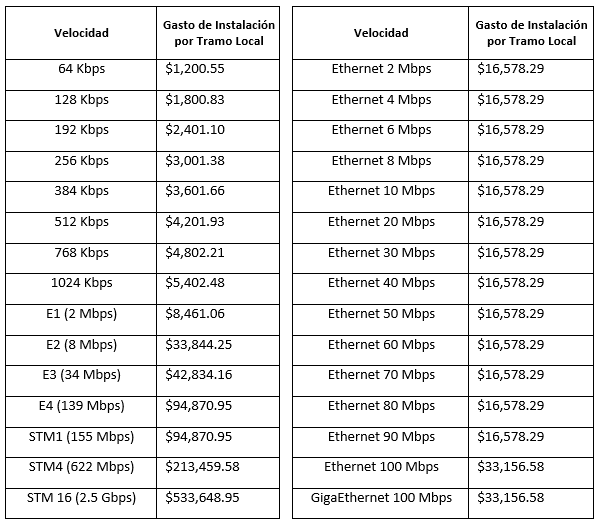 Velocidad
Gasto de Instalación
por Tramo Local
64 Kbps $1,200.55
128 Kbps $1,800.83
192 Kbps $2,401.10
256 Kbps $3,001.38
384 Kbps $3,601.66
512 Kbps $4,201.93
768 Kbps $4,802.21
1024 Kbps $5,402.48
E1 (2 Mbps) $8,461.06
E2 (8 Mbps) $33,844.25
E3 (34 Mbps) $42,834.16
E4 (139 Mbps) $94,870.95
STM1 (155 Mbps) $94,870.95
STM4 (622 Mbps) $213,459.58
STM 16 (2.5 Gbps) $533,648.95
Velocidad
Gasto de Instalación
por Tramo Local
Ethernet 2 Mbps $16,578.29
Ethernet 4 Mbps $16,578.29
Ethernet 6 Mbps $16,578.29
Ethernet 8 Mbps $16,578.29
Ethernet 10 Mbps $16,578.29
Ethernet 20 Mbps $16,578.29
Ethernet 30 Mbps $16,578.29
Ethernet 40 Mbps $16,578.29
Ethernet 50 Mbps $16,578.29
Ethernet 60 Mbps $16,578.29
Ethernet 70 Mbps $16,578.29
Ethernet 80 Mbps $16,578.29
Ethernet 90 Mbps $16,578.29
Ethernet 100 Mbps $33,156.58
GigaEthernet 100 Mbps $33,156.58